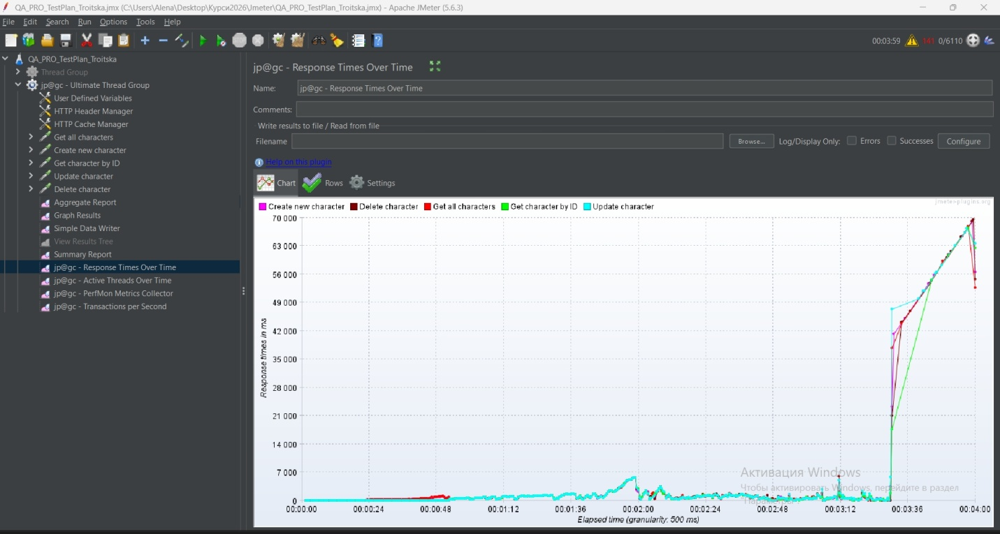 QA_PRO_TestPlan_Troitska.jmx (C:\Users\Alena\Desktop\Курси2026\Jmeter\QA_PRO_TestPlan_Troitska.jmx) - Apache JMeter (5.6.3)
File Edit Search Run Options Tools Help
00:03:59 141 0/6110
QA_PRO_TestPlan_Troitska
Thread Group
jp@gc - Ultimate Thread Group
User Defined Variables
HTTP Header Manager
HTTP Cache Manager
Get all characters
Create new character
Get character by ID
Update character
Delete character
Aggregate Report
Graph Results
Simple Data Writer
View Results Tree
Summary Report
jp@gc - Response Times Over Time
jp@gc - Active Threads Over Time
jp@gc - PerfMon Metrics Collector
jp@gc - Transactions per Second
jp@gc - Response Times Over Time
Name: jp@gc - Response Times Over Time
Comments:
Write results to file / Read from file
Filename Browse... Log/Display Only: Errors Successes Configure
Help on this plugin
Chart Rows Settings
Create new character Delete character Get all characters Get character by ID Update character
jmeter-plugins.org
70 000
63 000
56 000
49 000
42 000
35 000
28 000
21 000
14 000
7 000
0
Response times in ms
00:00:00 00:00:24 00:00:48 00:01:12 00:01:36 00:02:00 00:02:24 00:02:48 00:03:12 00:03:36 00:04:00
Elapsed time (granularity: 500 ms)
Активация Windows
Чтобы активировать Windows, перейдите в раздел
"Параметры".